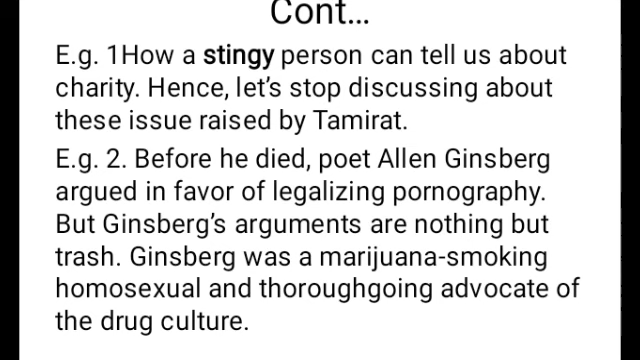 Cont...
E.g. 1How a stingy person can tell us about
charity. Hence, let's stop discussing about
these issue raised by Tamirat.
E.g. 2. Before he died, poet Allen Ginsberg
argued in favor of legalizing pornography.
But Ginsberg's arguments are nothing but
trash. Ginsberg was a marijuana-smoking
homosexual and thoroughgoing advocate of
the drug culture.